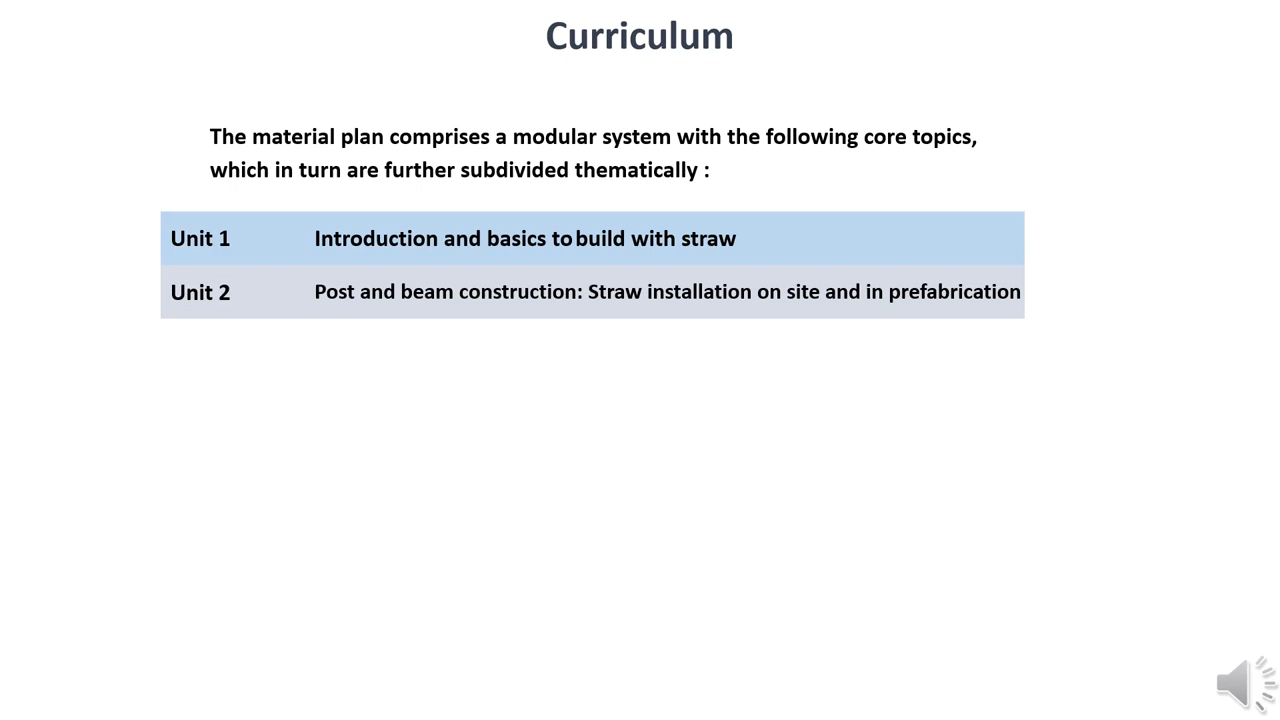 Curriculum
The material plan comprises a modular system with the following core topics,
which in turn are further subdivided thematically :
Unit 1 Introduction and basics to build with straw
Unit 2 Post and beam construction: Straw installation on site and in prefabrication